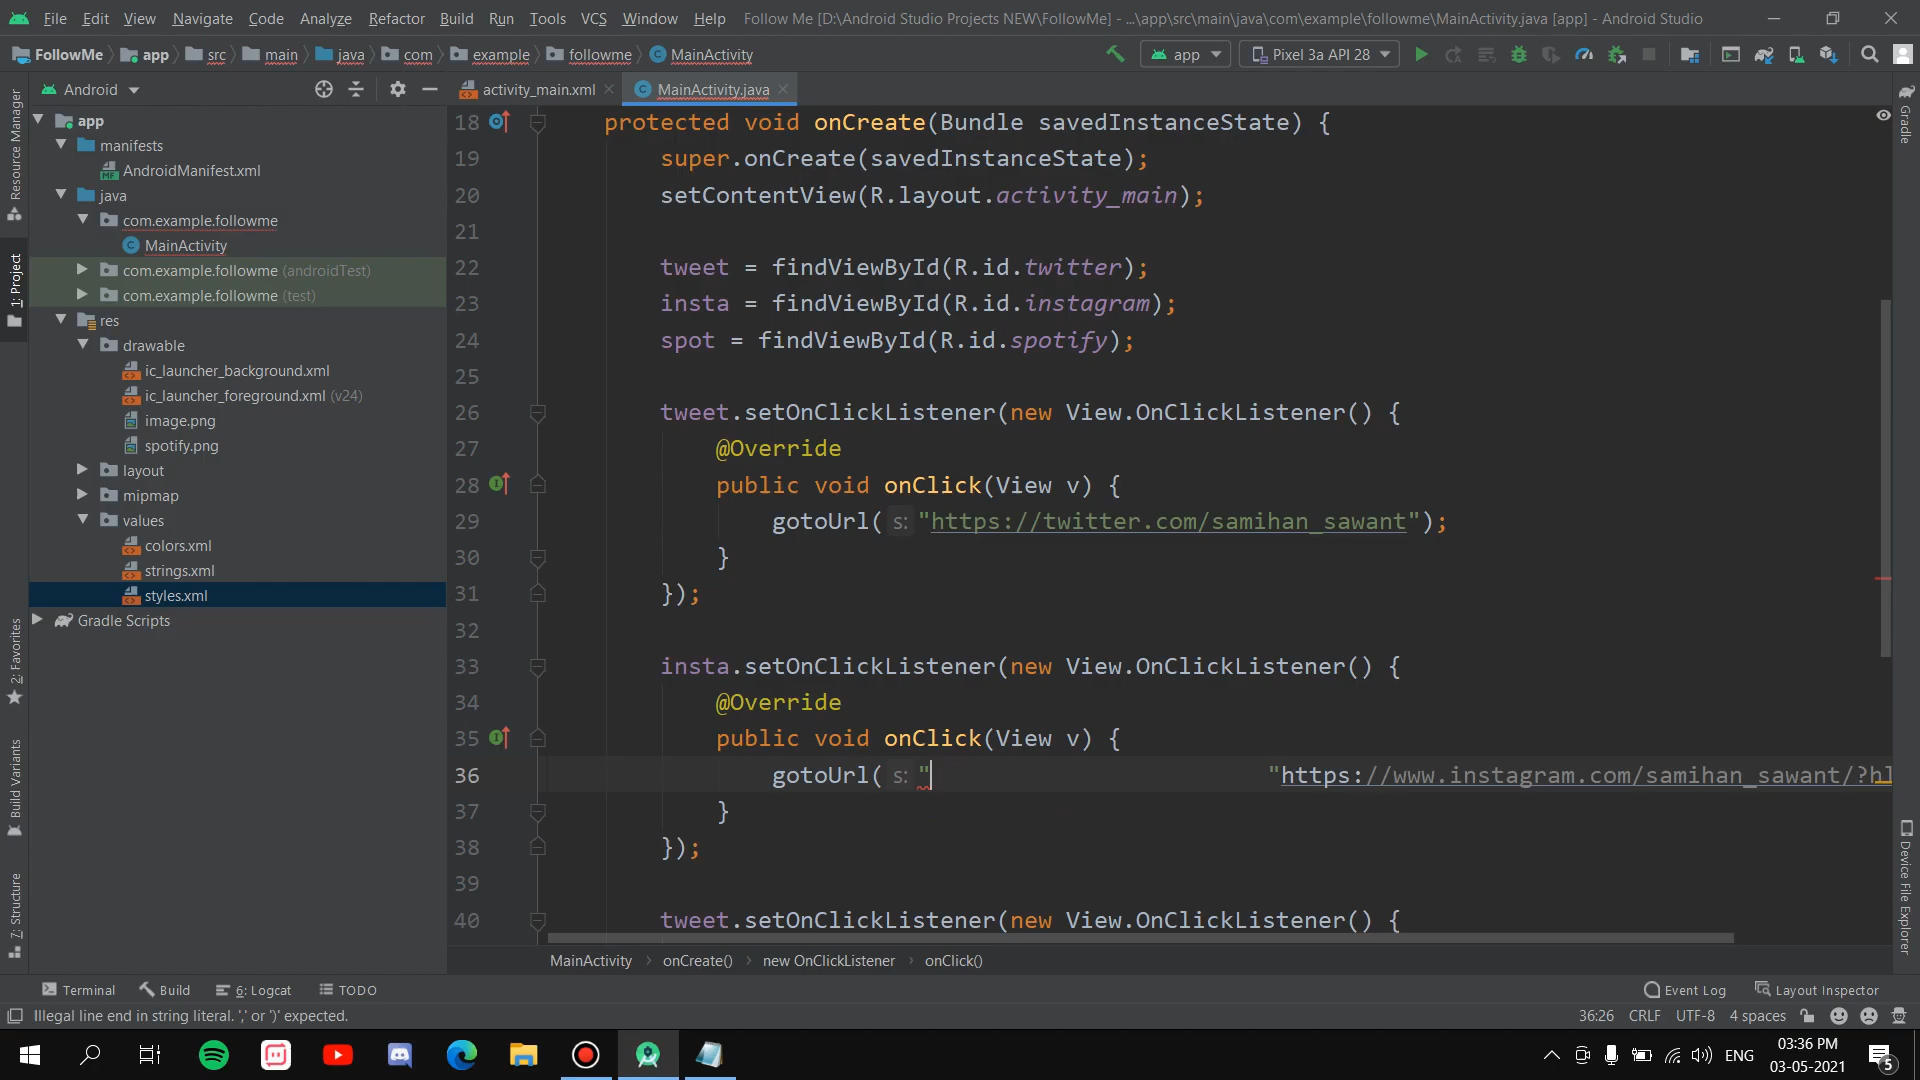 File Edit View Navigate Code Analyze Refactor Build Run Tools VCS Window Help Follow Me [D:\Android Studio Projects NEW\FollowMe] - ...\app\src\main\java\com\example\followme\MainActivity.java [app] - Android Studio
FollowMe app src main java com example followme MainActivity app Pixel 3a API 28
Android activity_main.xml MainActivity.java
app
manifests
AndroidManifest.xml
java
com.example.followme
MainActivity
com.example.followme (androidTest)
com.example.followme (test)
res
drawable
ic_launcher_background.xml
ic_launcher_foreground.xml (v24)
image.png
spotify.png
layout
mipmap
values
colors.xml
strings.xml
styles.xml
Gradle Scripts
Resource Manager
1: Project
2: Favorites
Build Variants
7: Structure
18 protected void onCreate(Bundle savedInstanceState) {
19 super.onCreate(savedInstanceState);
20 setContentView(R.layout.activity_main);
21
22 tweet = findViewById(R.id.twitter);
23 insta = findViewById(R.id.instagram);
24 spot = findViewById(R.id.spotify);
25
26 tweet.setOnClickListener(new View.OnClickListener() {
27 @Override
28 public void onClick(View v) {
29 gotoUrl( s: "https://twitter.com/samihan_sawant");
30 }
31 });
32
33 insta.setOnClickListener(new View.OnClickListener() {
34 @Override
35 public void onClick(View v) {
36 gotoUrl( s: " "https://www.instagram.com/samihan_sawant/?hl
37 }
38 });
39
40 tweet.setOnClickListener(new View.OnClickListener() {
Gradle
Device File Explorer
MainActivity onCreate() new OnClickListener onClick()
Terminal Build 6: Logcat TODO Event Log Layout Inspector
Illegal line end in string literal. ',' or ')' expected. 36:26 CRLF UTF-8 4 spaces
ENG 03:36 PM
03-05-2021 5